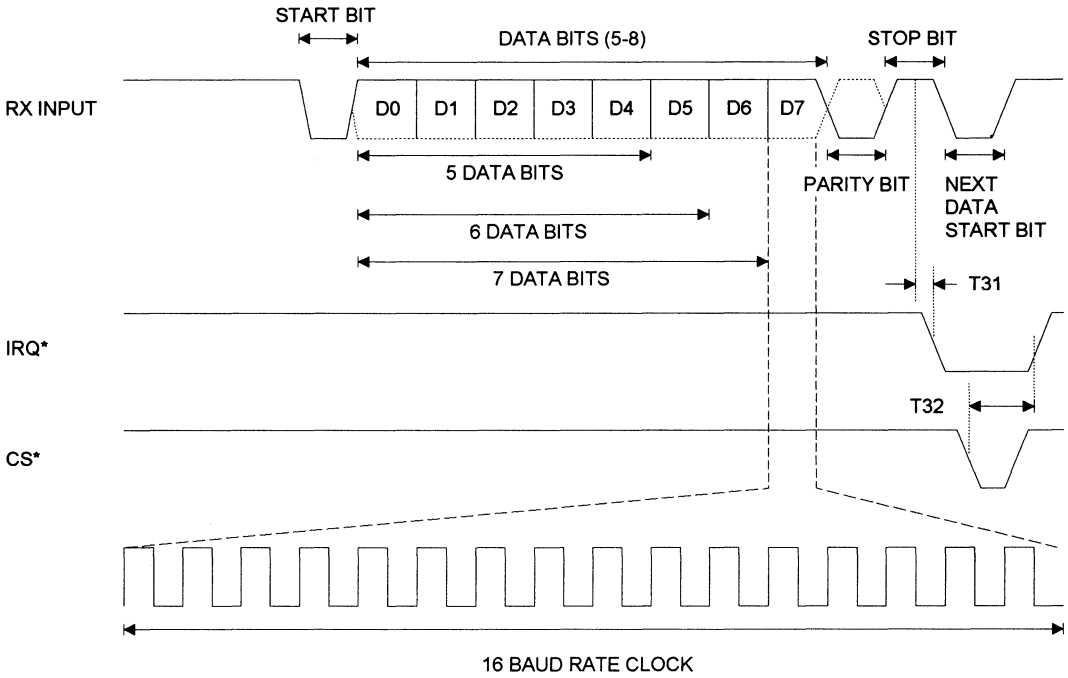 START BIT
DATA BITS (5-8)
STOP BIT
RX INPUT
D0 D1 D2 D3 D4 D5 D6 D7
5 DATA BITS
PARITY BIT
NEXT
DATA
START BIT
6 DATA BITS
7 DATA BITS
T31
IRQ*
T32
CS*
16 BAUD RATE CLOCK